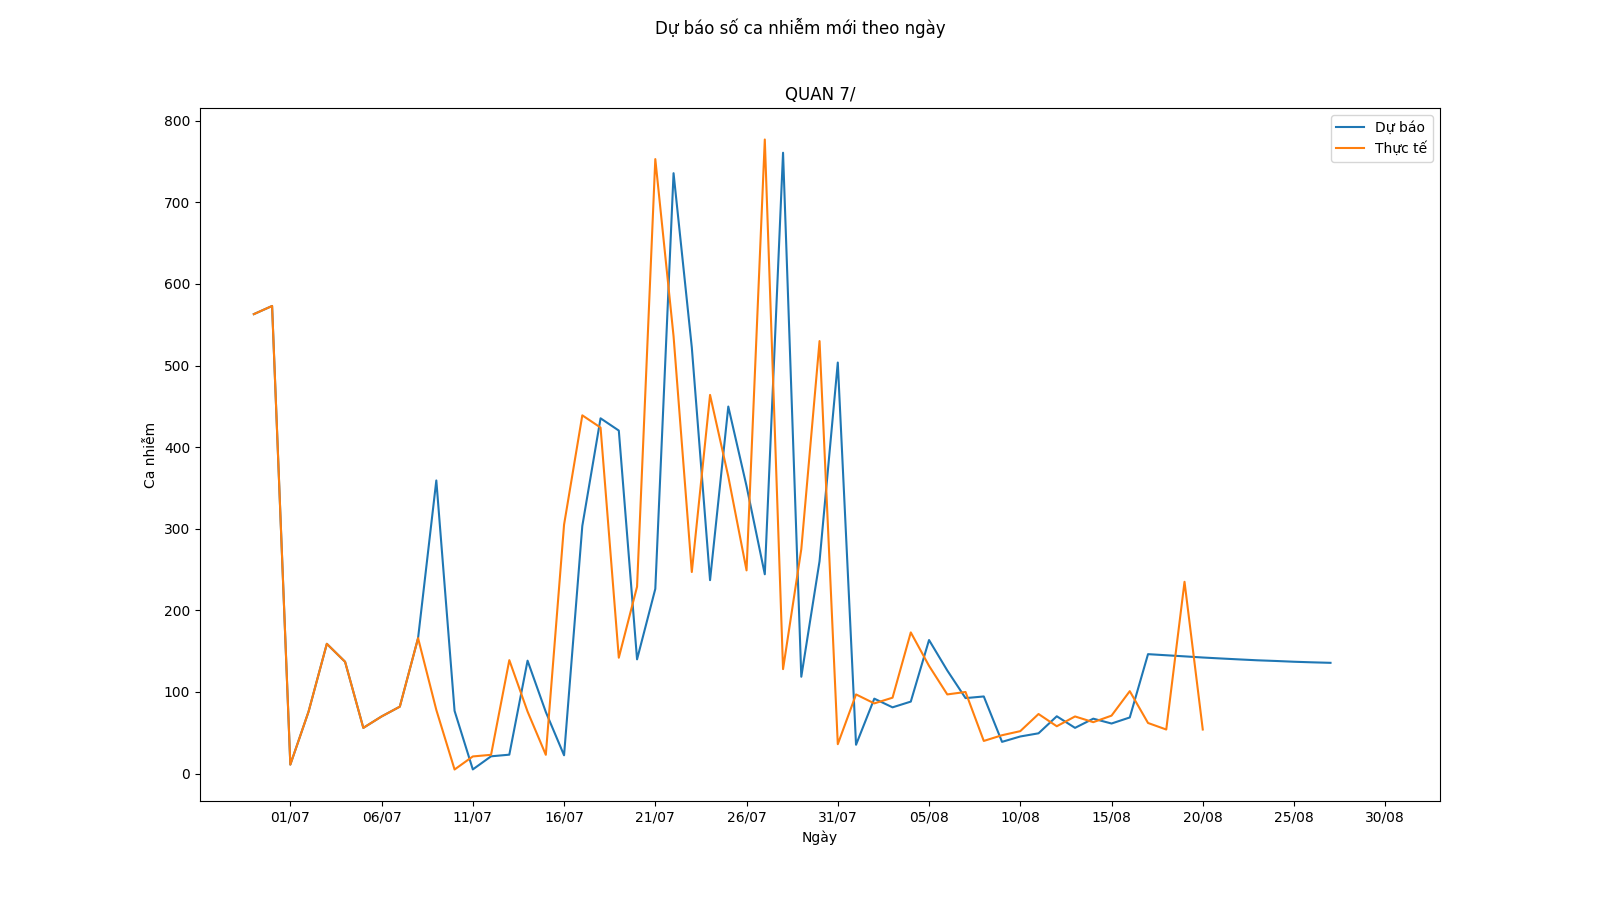 Dự báo số ca nhiễm mới theo ngày
QUAN 7/
Dự báo
Thực tế
800
700
600
500
400
300
200
100
0
Ca nhiễm
01/07 06/07 11/07 16/07 21/07 26/07 31/07 05/08 10/08 15/08 20/08 25/08 30/08
Ngày